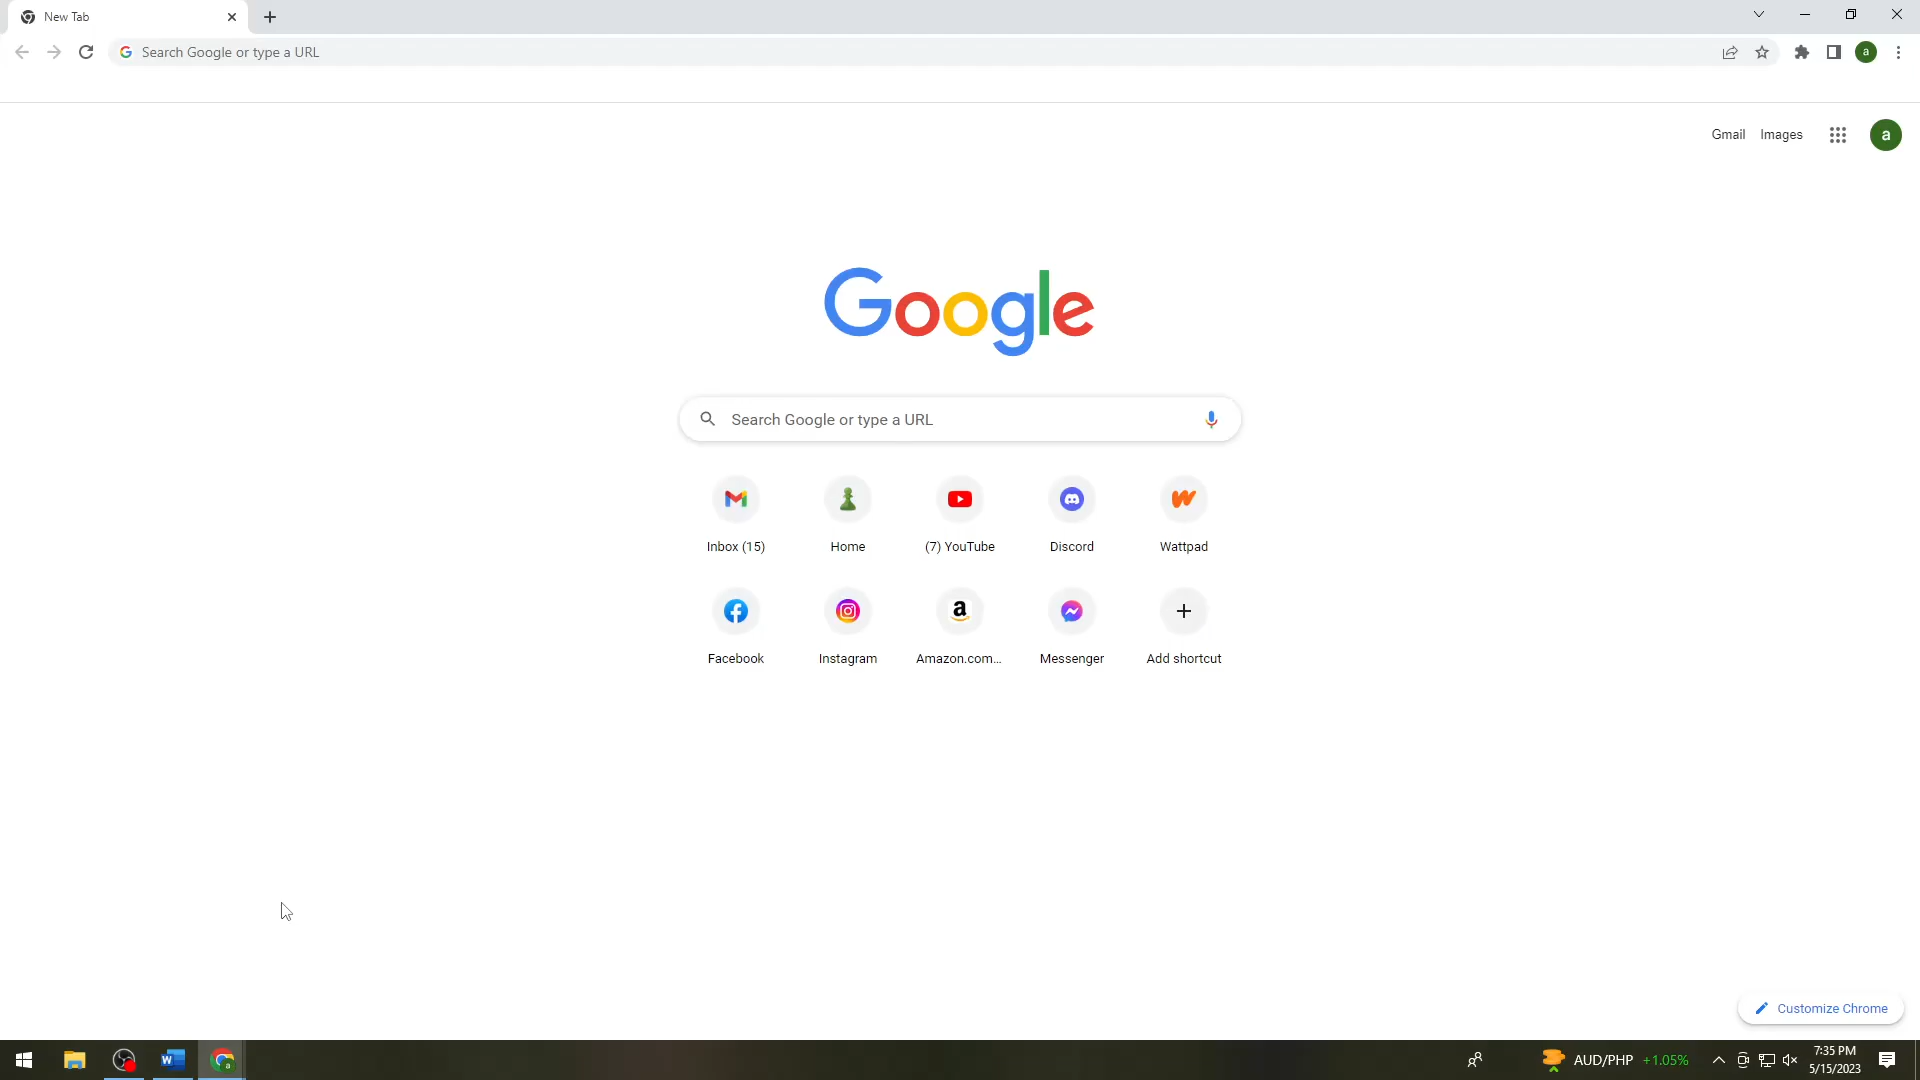 New Tab
Search Google or type a URL
a
Gmail Images
a
Google
Search Google or type a URL
Inbox (15) Home (7) YouTube Discord Wattpad
Facebook Instagram Amazon.com... Messenger Add shortcut
Customize Chrome
AUD/PHP +1.05%
7:35 PM
5/15/2023